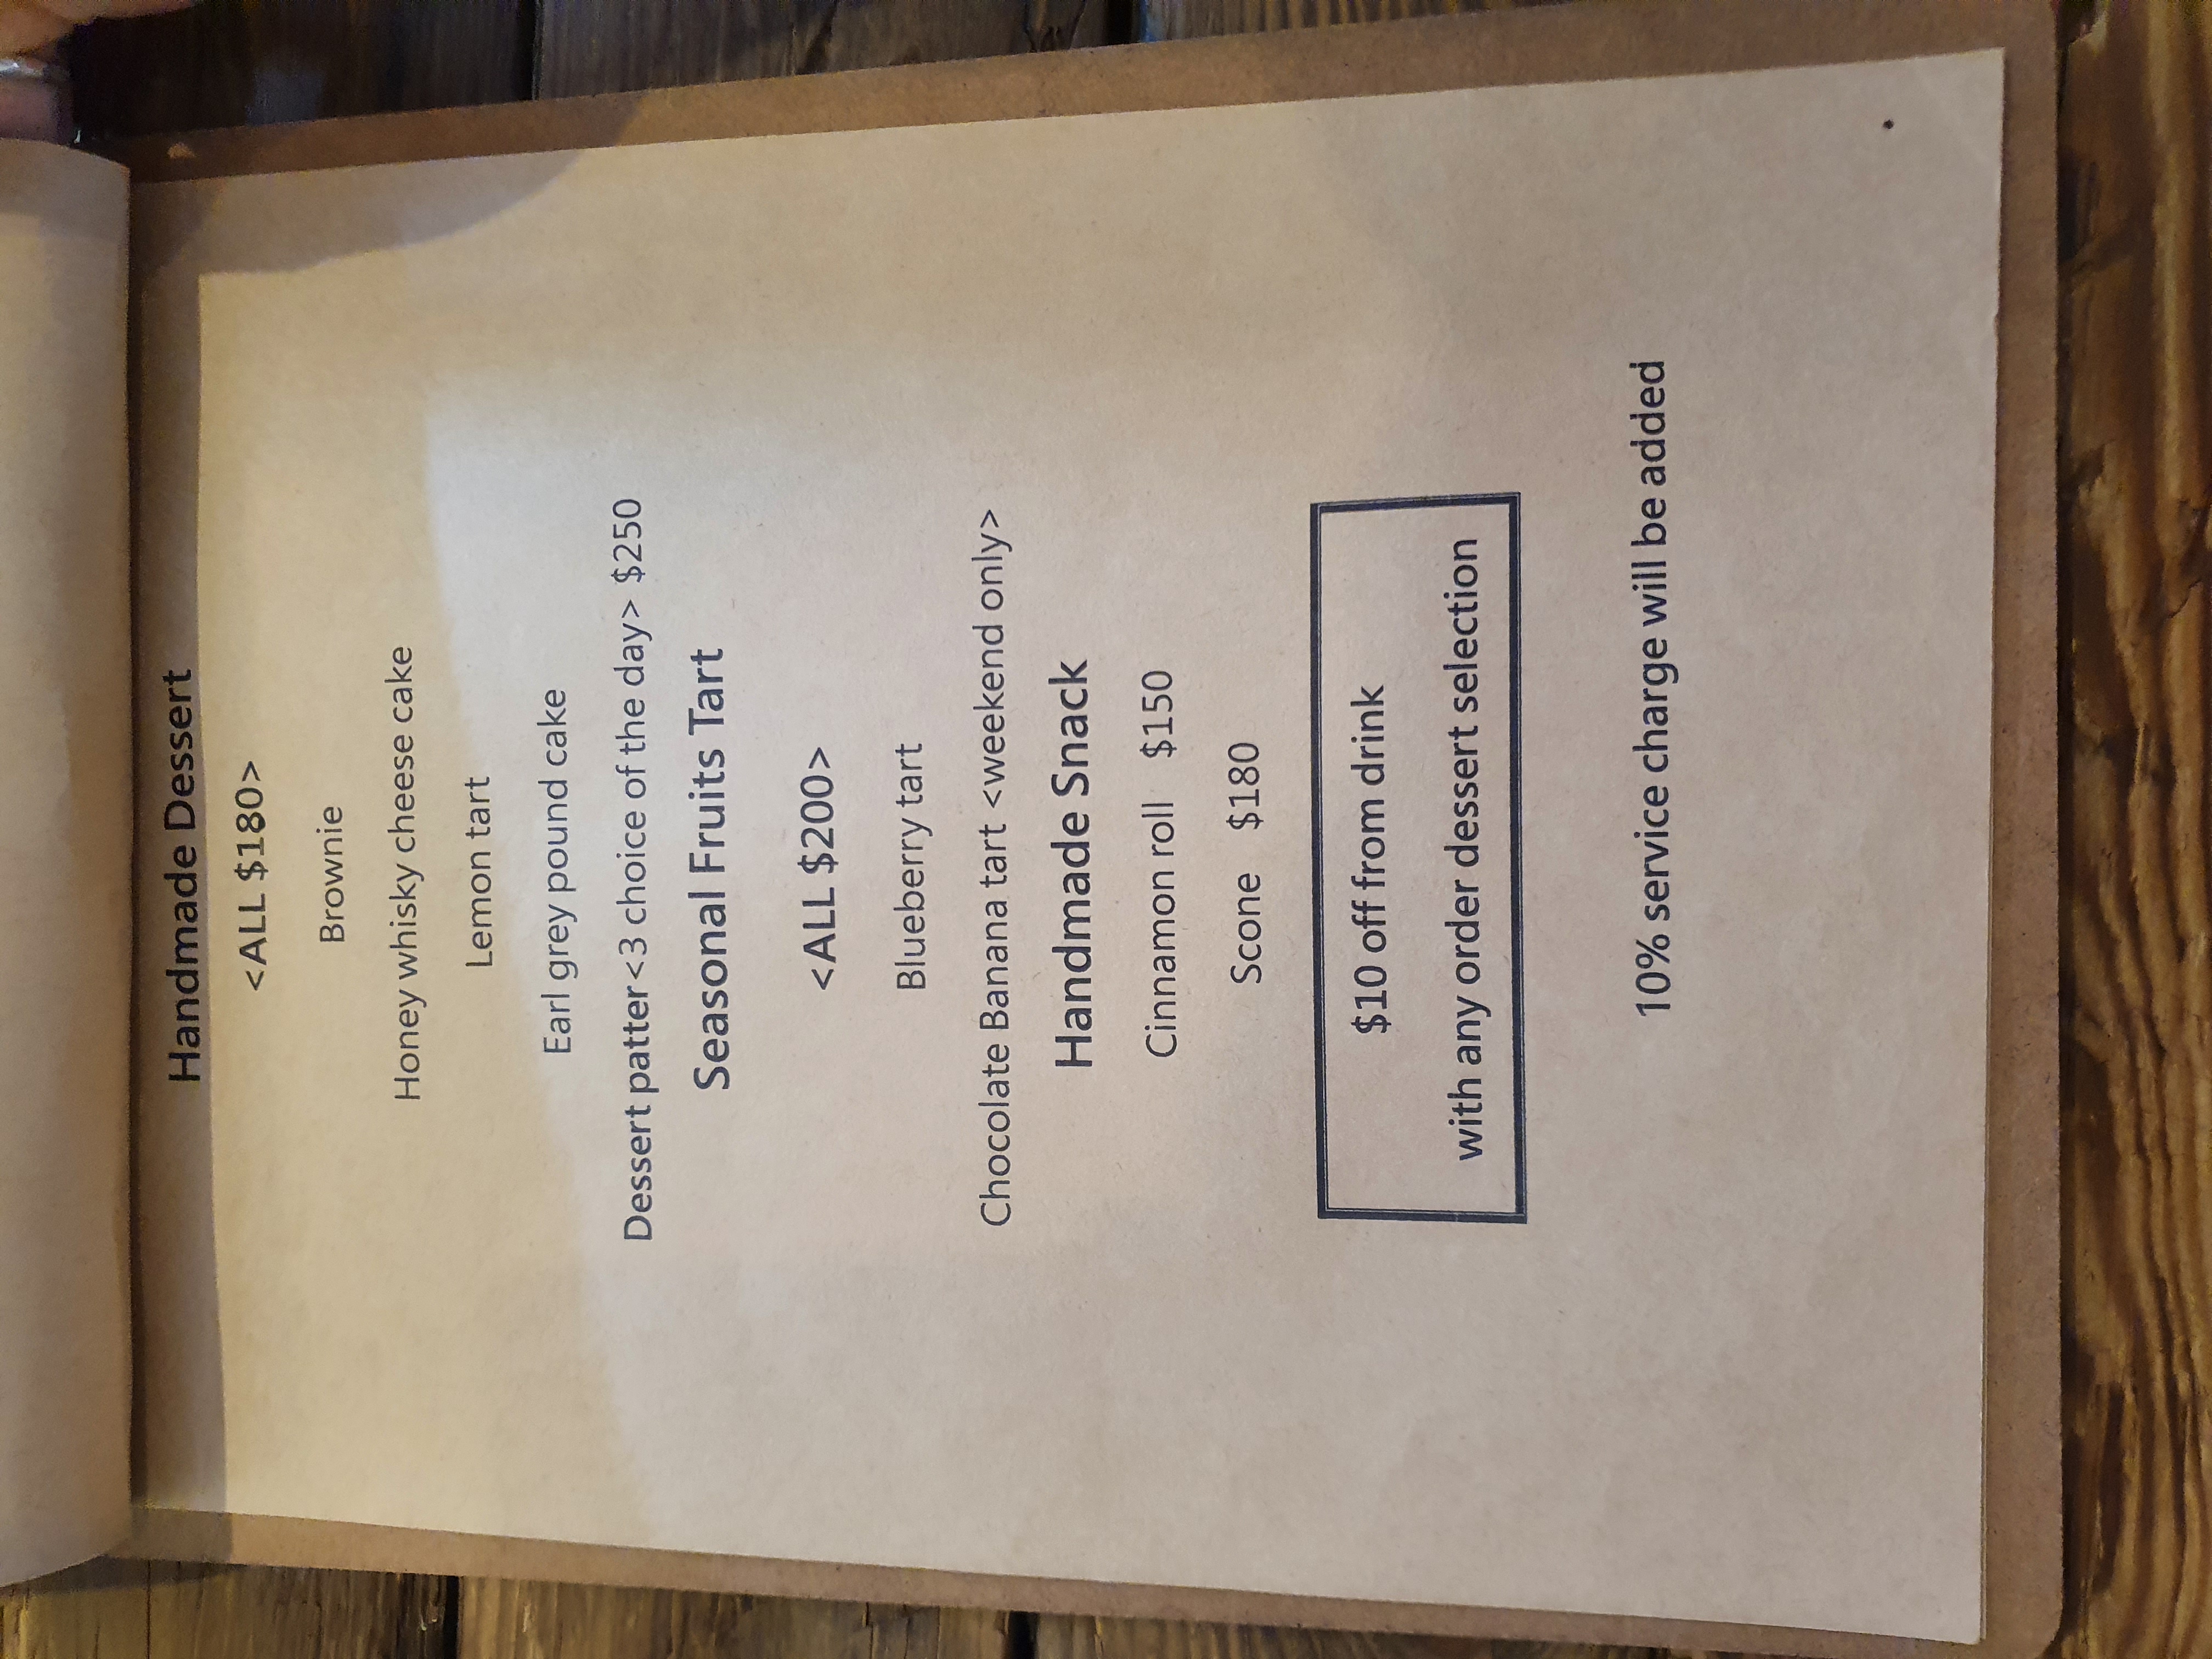 Handmade Dessert
<ALL $180>
Brownie
Honey whisky cheese cake
Lemon tart
Earl grey pound cake
Dessert patter<3 choice of the day> $250
Seasonal Fruits Tart
<ALL $200>
Blueberry tart
Chocolate Banana tart <weekend only>
Handmade Snack
Cinnamon roll $150
Scone $180
$10 off from drink
with any order dessert selection
10% service charge will be added